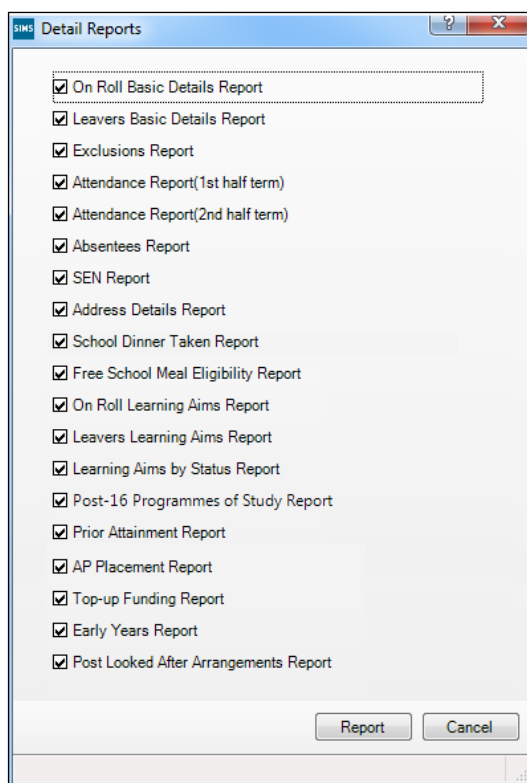 SIMS Detail Reports
?
X
On Roll Basic Details Report
Leavers Basic Details Report
Exclusions Report
Attendance Report(1st half term)
Attendance Report(2nd half term)
Absentees Report
SEN Report
Address Details Report
School Dinner Taken Report
Free School Meal Eligibility Report
On Roll Learning Aims Report
Leavers Learning Aims Report
Learning Aims by Status Report
Post-16 Programmes of Study Report
Prior Attainment Report
AP Placement Report
Top-up Funding Report
Early Years Report
Post Looked After Arrangements Report
Report Cancel